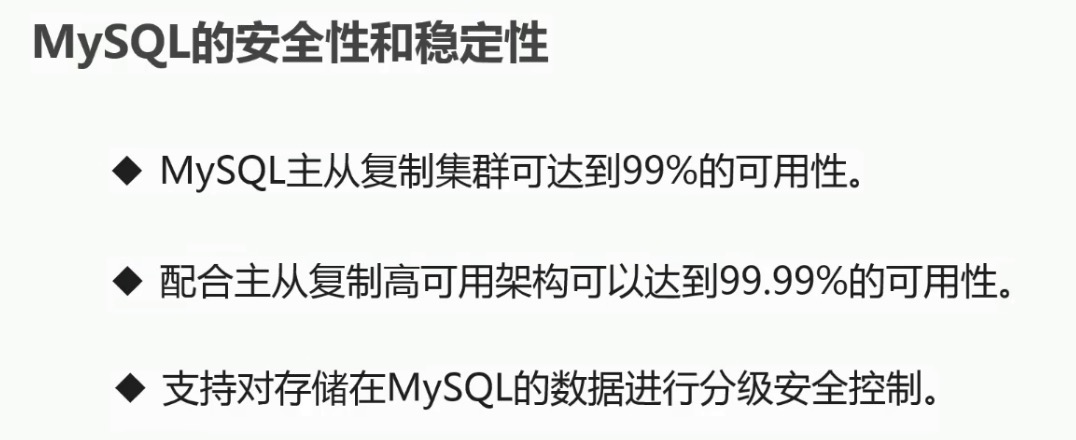 MySQL的安全性和稳定性
◆ MySQL主从复制集群可达到99%的可用性。
◆ 配合主从复制高可用架构可以达到99.99%的可用性。
◆ 支持对存储在MySQL的数据进行分级安全控制。